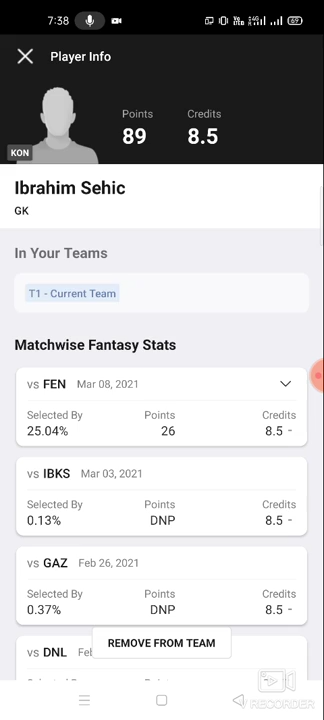 7:38
69
Player Info
Points Credits
89 8.5
KON
Ibrahim Sehic
GK
In Your Teams
T1 - Current Team
Matchwise Fantasy Stats
vs FEN Mar 08, 2021
Selected By Points Credits
25.04% 26 8.5 -
vs IBKS Mar 03, 2021
Selected By Points Credits
0.13% DNP 8.5 -
vs GAZ Feb 26, 2021
Selected By Points Credits
0.37% DNP 8.5 -
vs DNL
REMOVE FROM TEAM
RECORDER